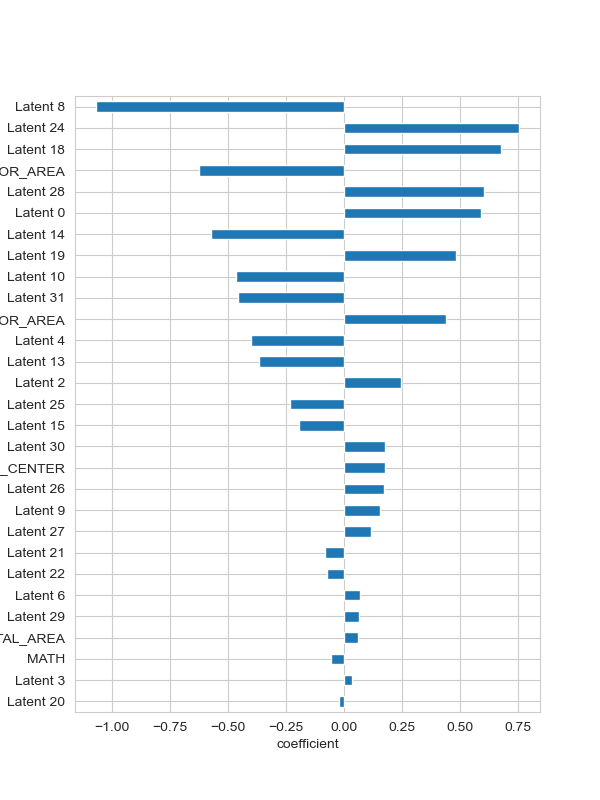 Latent 8
Latent 24
Latent 18
OR_AREA
Latent 28
Latent 0
Latent 14
Latent 19
Latent 10
Latent 31
OR_AREA
Latent 4
Latent 13
Latent 2
Latent 25
Latent 15
Latent 30
_CENTER
Latent 26
Latent 9
Latent 27
Latent 21
Latent 22
Latent 6
Latent 29
TAL_AREA
MATH
Latent 3
Latent 20
−1.00 −0.75 −0.50 −0.25 0.00 0.25 0.50 0.75
coefficient